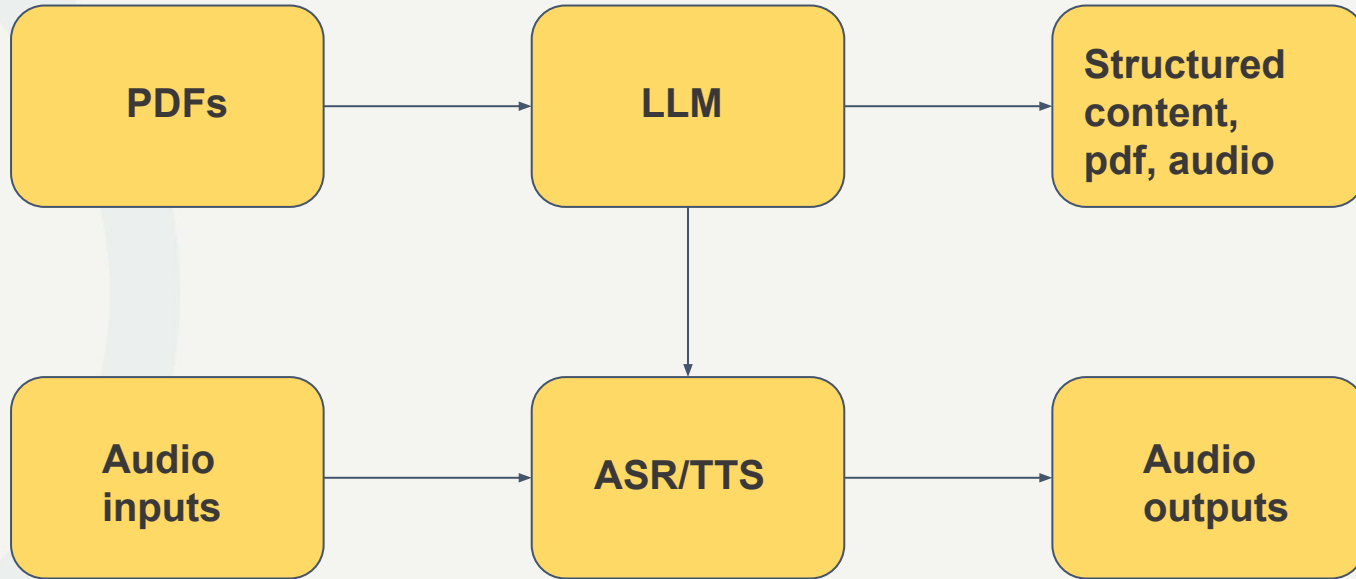 PDFs
LLM
Structured
content,
pdf, audio
Audio
inputs
ASR/TTS
Audio
outputs